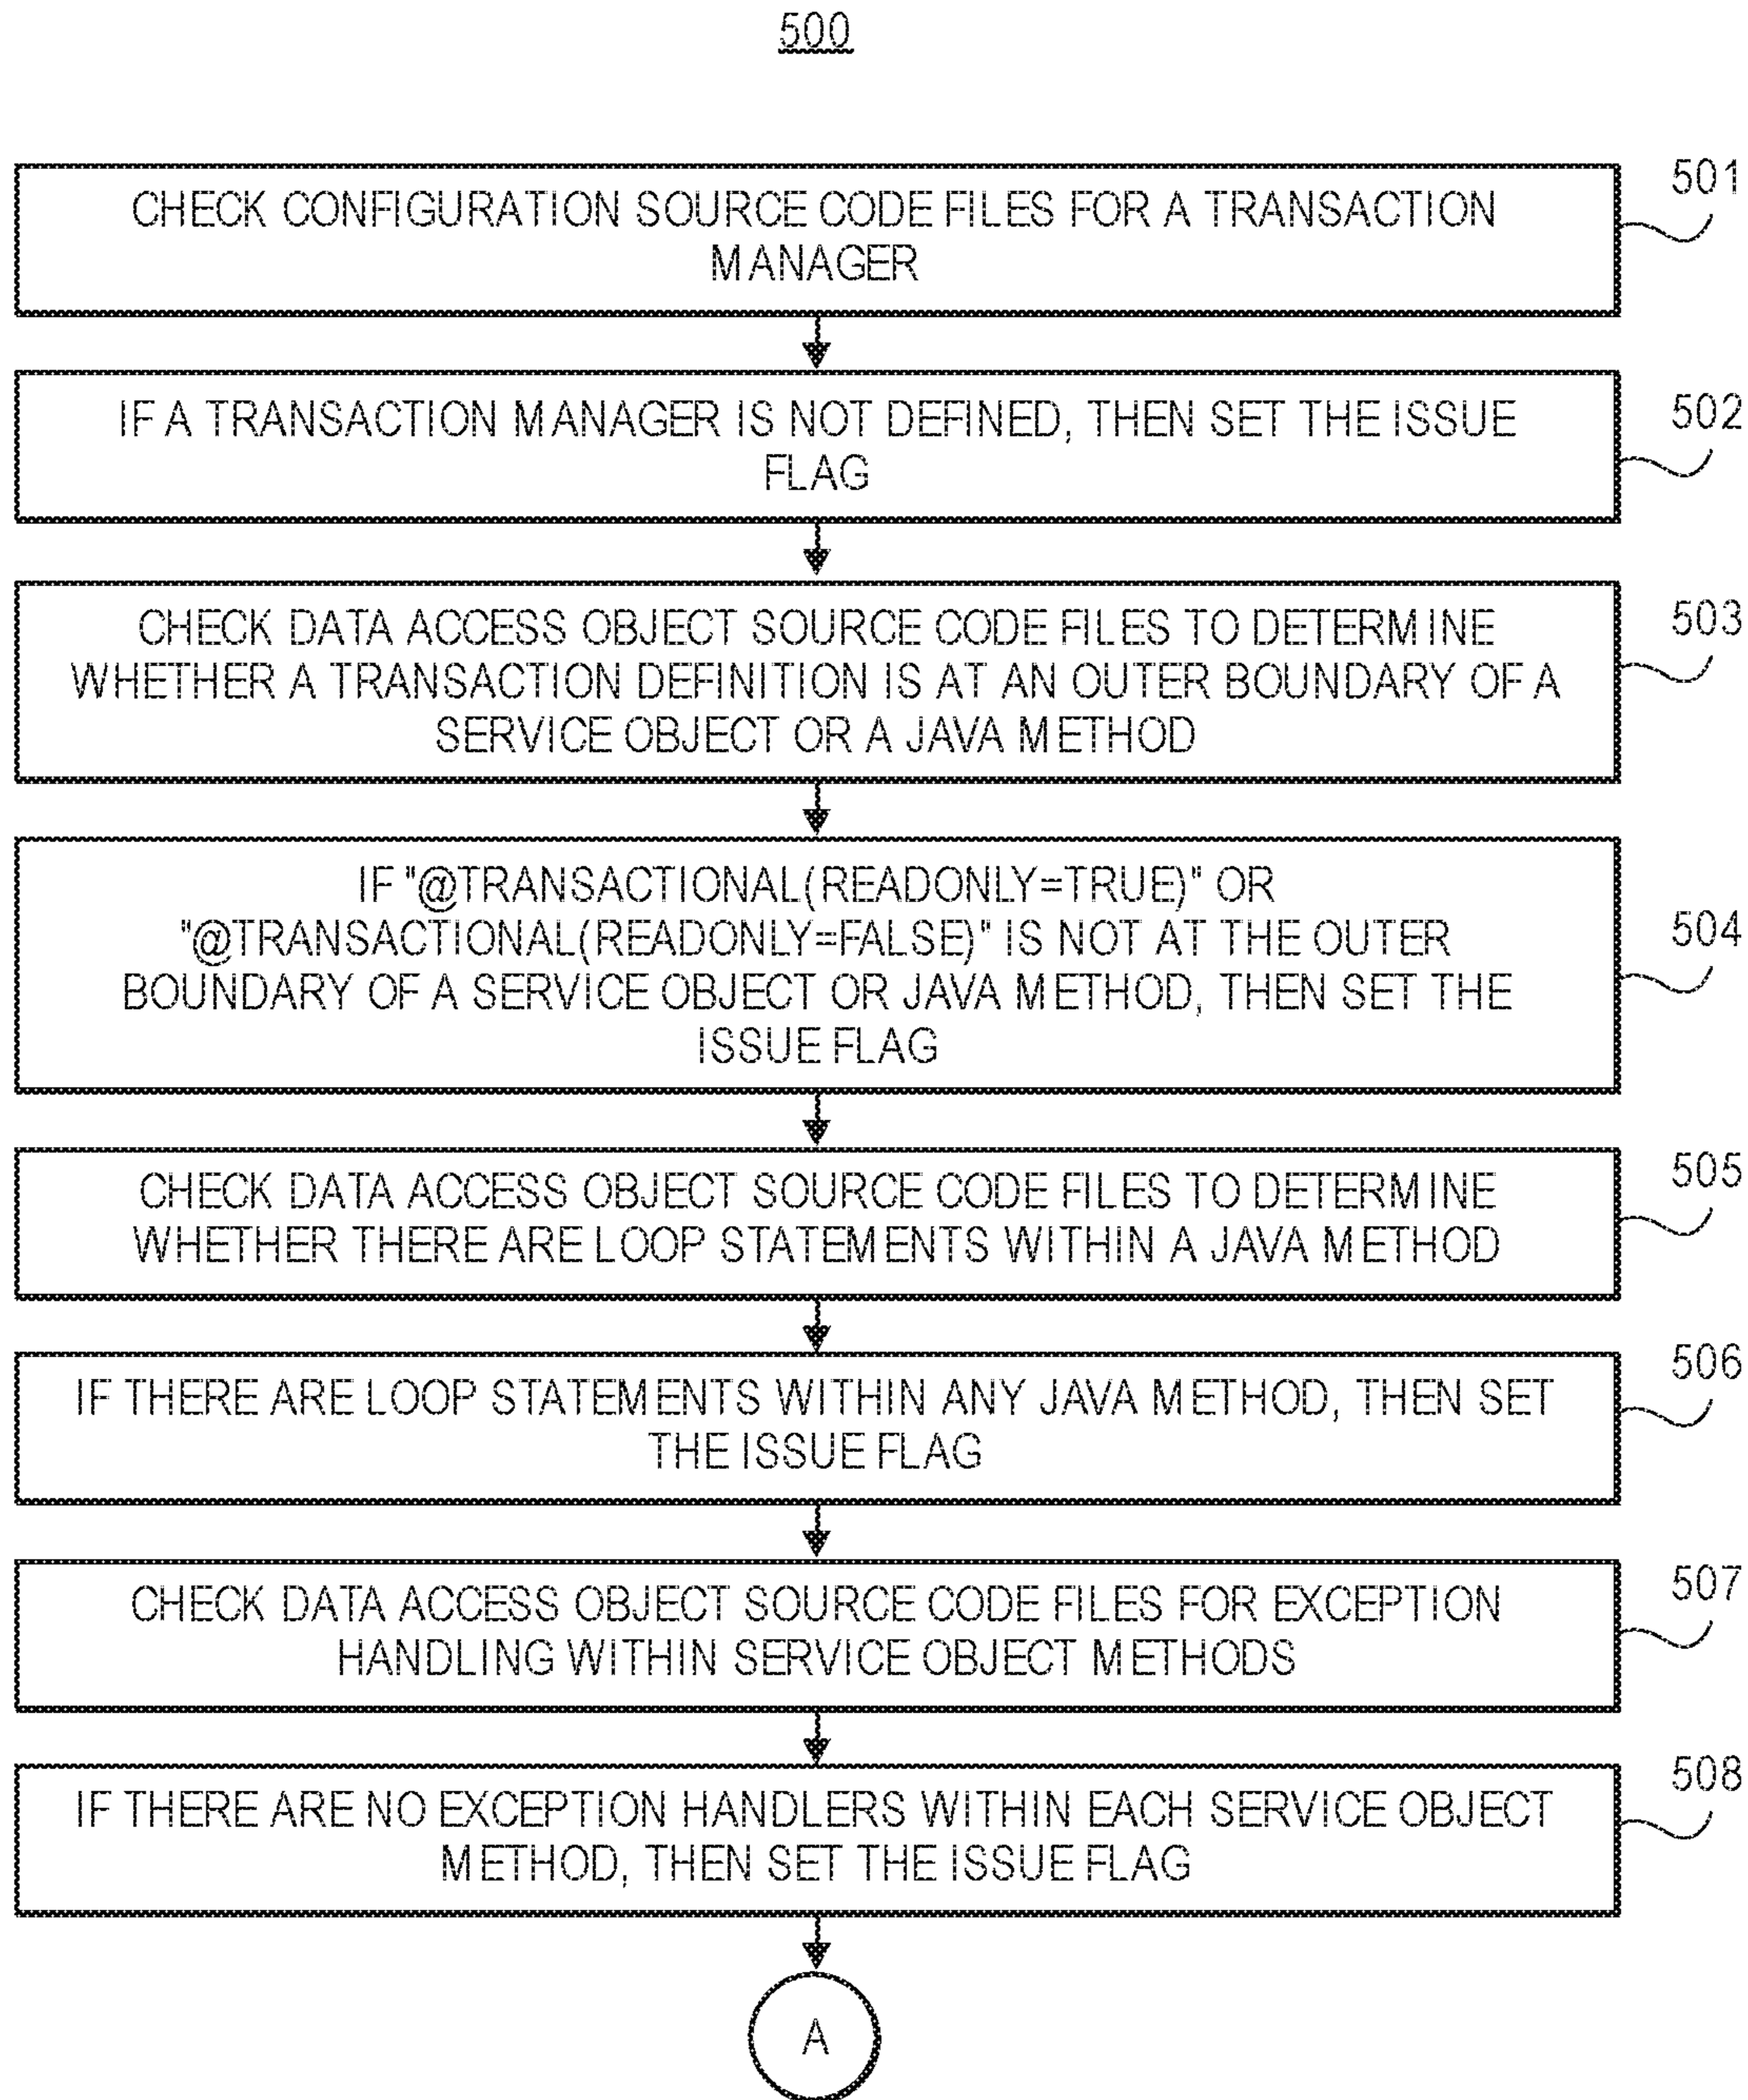 500
CHECK CONFIGURATION SOURCE CODE FILES FOR A TRANSACTION
MANAGER
501
IF A TRANSACTION MANAGER IS NOT DEFINED, THEN SET THE ISSUE
FLAG
502
CHECK DATA ACCESS OBJECT SOURCE CODE FILES TO DETERMINE
WHETHER A TRANSACTION DEFINITION IS AT AN OUTER BOUNDARY OF A
SERVICE OBJECT OR A JAVA METHOD
503
IF "@TRANSACTIONAL(READONLY=TRUE)" OR
"@TRANSACTIONAL(READONLY=FALSE)" IS NOT AT THE OUTER
BOUNDARY OF A SERVICE OBJECT OR JAVA METHOD, THEN SET THE
ISSUE FLAG
504
CHECK DATA ACCESS OBJECT SOURCE CODE FILES TO DETERMINE
WHETHER THERE ARE LOOP STATEMENTS WITHIN A JAVA METHOD
505
IF THERE ARE LOOP STATEMENTS WITHIN ANY JAVA METHOD, THEN SET
THE ISSUE FLAG
506
CHECK DATA ACCESS OBJECT SOURCE CODE FILES FOR EXCEPTION
HANDLING WITHIN SERVICE OBJECT METHODS
507
IF THERE ARE NO EXCEPTION HANDLERS WITHIN EACH SERVICE OBJECT
METHOD, THEN SET THE ISSUE FLAG
508
A